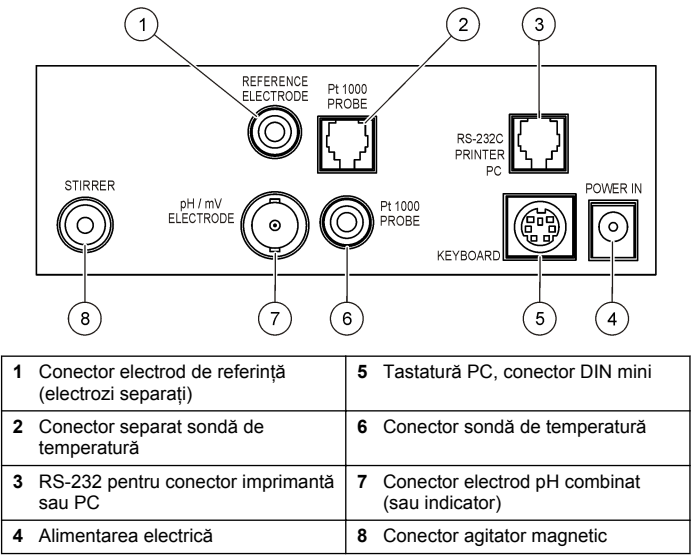 1
2
3
REFERENCE
ELECTRODE
Pt 1000
PROBE
RS-232C
PRINTER
PC
STIRRER
pH / mV
ELECTRODE
Pt 1000
PROBE
POWER IN
KEYBOARD
8
7
6
5
4
1 Conector electrod de referință
(electrozi separați)
5 Tastatură PC, conector DIN mini
2 Conector separat sondă de
temperatură
6 Conector sondă de temperatură
3 RS-232 pentru conector imprimantă
sau PC
7 Conector electrod pH combinat
(sau indicator)
4 Alimentarea electrică
8 Conector agitator magnetic